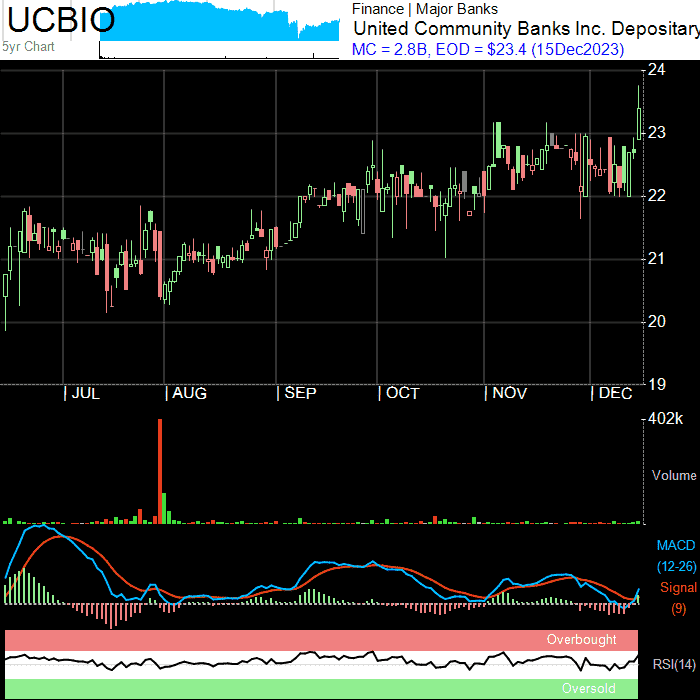 UCBIO
5yr Chart
Finance | Major Banks
United Community Banks Inc. Depositary
MC = 2.8B, EOD = $23.4 (15Dec2023)
24
23
22
21
20
19
| JUL | AUG | SEP | OCT | NOV | DEC
402k
Volume
MACD
(12-26)
Signal
(9)
Overbought
RSI(14)
Oversold